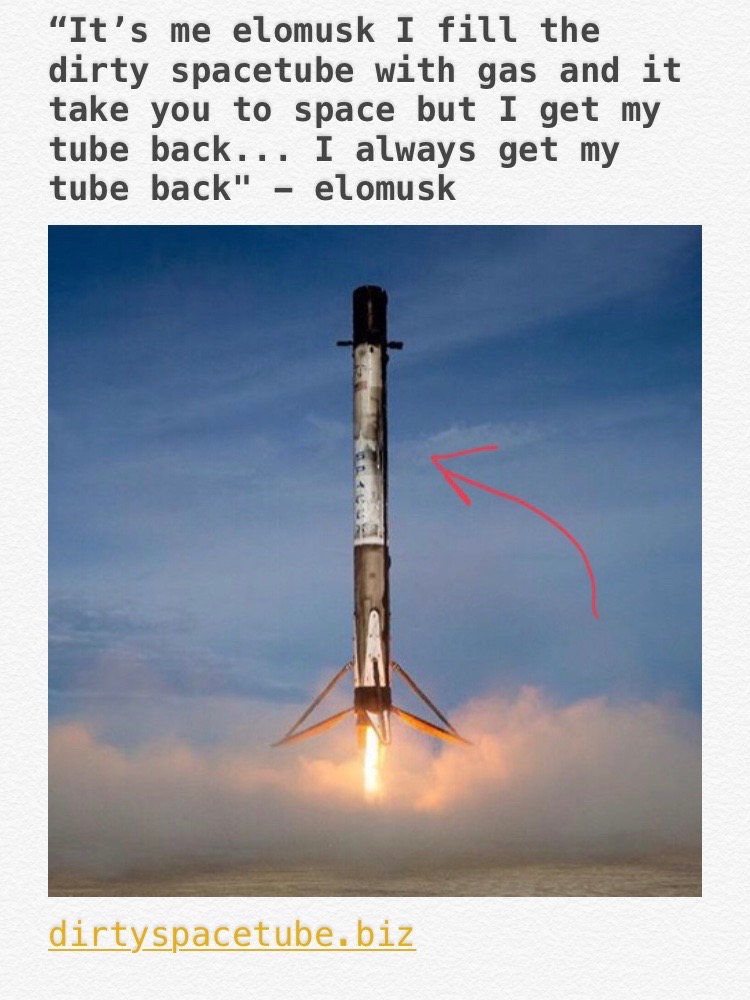 “It’s me elomusk I fill the
dirty spacetube with gas and it
take you to space but I get my
tube back... I always get my
tube back" – elomusk
dirtyspacetube.biz